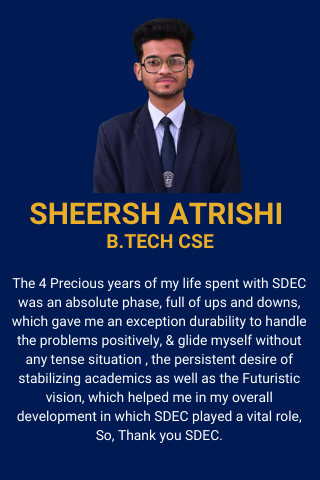 SHEERSH ATRISHI
B.TECH CSE
The 4 Precious years of my life spent with SDEC
was an absolute phase, full of ups and downs,
which gave me an exception durability to handle
the problems positively, & glide myself without
any tense situation , the persistent desire of
stabilizing academics as well as the Futuristic
vision, which helped me in my overall
development in which SDEC played a vital role,
So, Thank you SDEC.